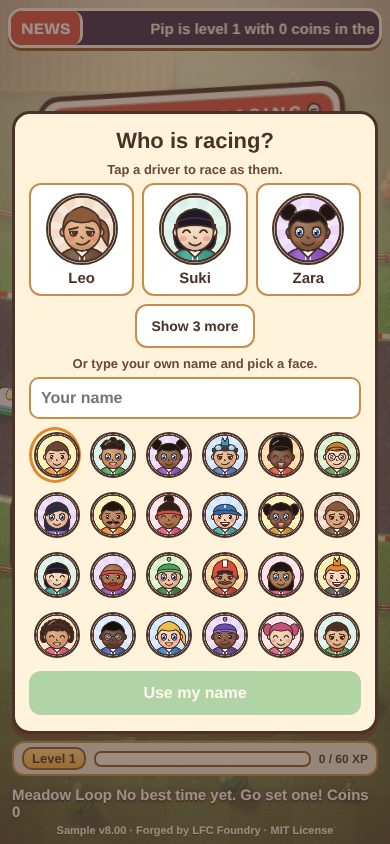 NEWS
Pip is level 1 with 0 coins in the
RACING
Who is racing?
Tap a driver to race as them.
Leo
Suki
Zara
Show 3 more
Or type your own name and pick a face.
Your name
Use my name
Level 1
0 / 60 XP
Meadow Loop No best time yet. Go set one! Coins
0
Sample v8.00 · Forged by LFC Foundry · MIT License